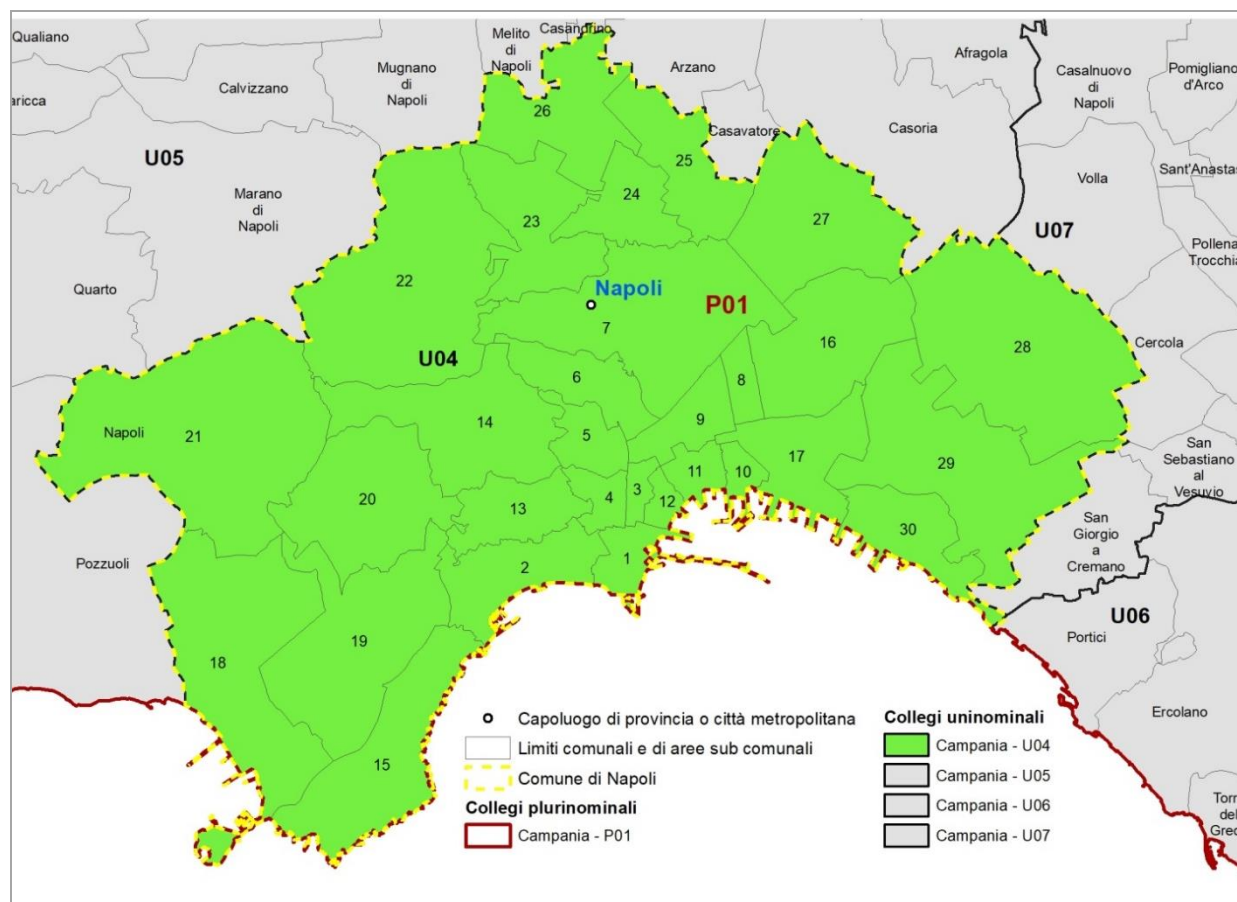 Qualiano
Casandrino
Melito
di
Napoli
Mugnano
di
Napoli
Arzano
Afragola
Casalnuovo
di
Napoli
Pomigliano
d'Arco
aricca
Calvizzano
26
Casavatore
Casoria
U05
25
Volla
Sant'Anastas
Marano
di
Napoli
24
23
27
U07
Pollena
Trocchia
22
Quarto
Napoli
P01
7
U04
16
28
Cercola
6
8
14
9
Napoli
21
5
San
Sebastiano
al
Vesuvio
11
10
17
29
20
13
4
3
12
30
San
Giorgio
a
Cremano
Pozzuoli
2
1
U06
Portici
18
19
Ercolano
15
Torr
del
Grec
Capoluogo di provincia o città metropolitana
Limiti comunali e di aree sub comunali
Comune di Napoli
Collegi plurinominali
Campania - P01
Collegi uninominali
Campania - U04
Campania - U05
Campania - U06
Campania - U07